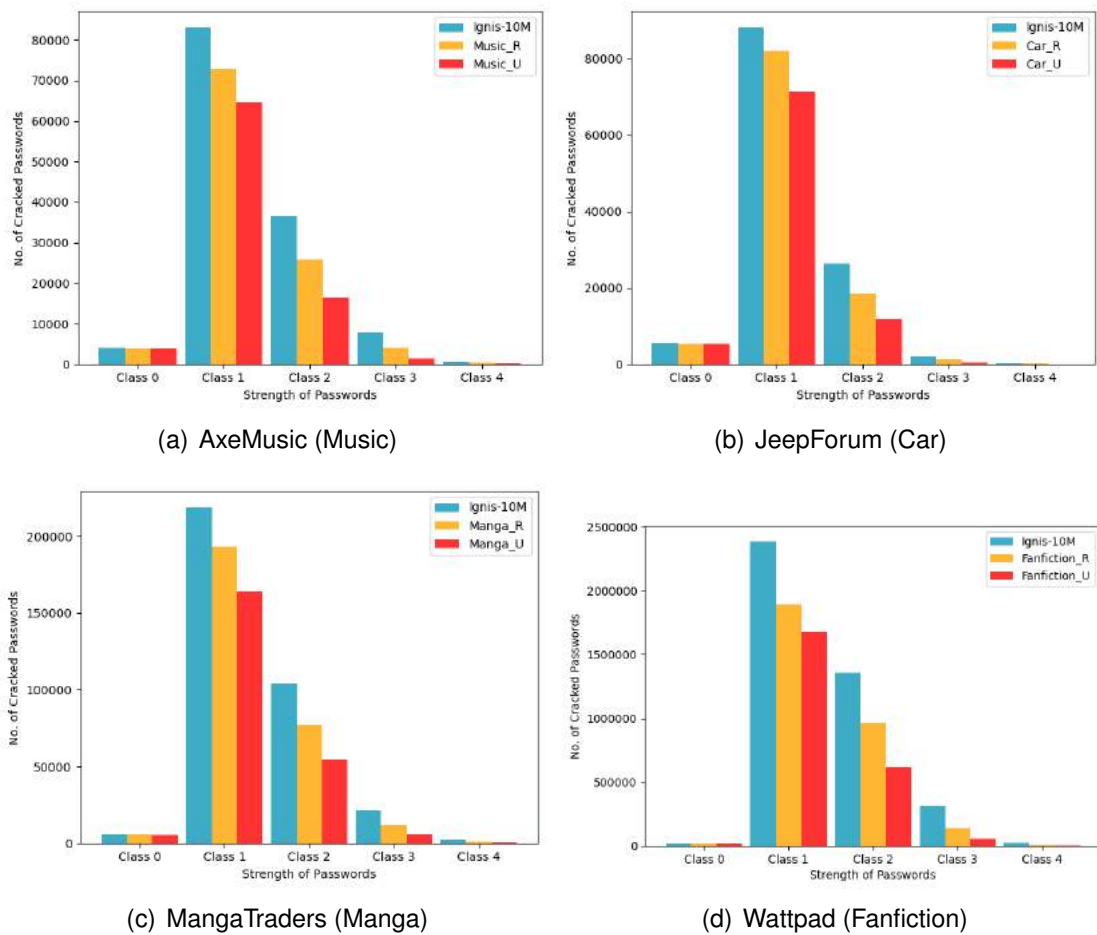 80000
70000
60000
50000
40000
30000
20000
10000
0
No. of Cracked Passwords
Ignis-10M
Music_R
Music_U
Class 0 Class 1 Class 2 Class 3 Class 4
Strength of Passwords
(a) AxeMusic (Music)
80000
60000
40000
20000
0
No. of Cracked Passwords
Ignis-10M
Car_R
Car_U
Class 0 Class 1 Class 2 Class 3 Class 4
Strength of Passwords
(b) JeepForum (Car)
200000
150000
100000
50000
0
No. of Cracked Passwords
Ignis-10M
Manga_R
Manga_U
Class 0 Class 1 Class 2 Class 3 Class 4
Strength of Passwords
(c) MangaTraders (Manga)
2500000
2000000
1500000
1000000
500000
0
No. of Cracked Passwords
Ignis-10M
Fanfiction_R
Fanfiction_U
Class 0 Class 1 Class 2 Class 3 Class 4
Strength of Passwords
(d) Wattpad (Fanfiction)